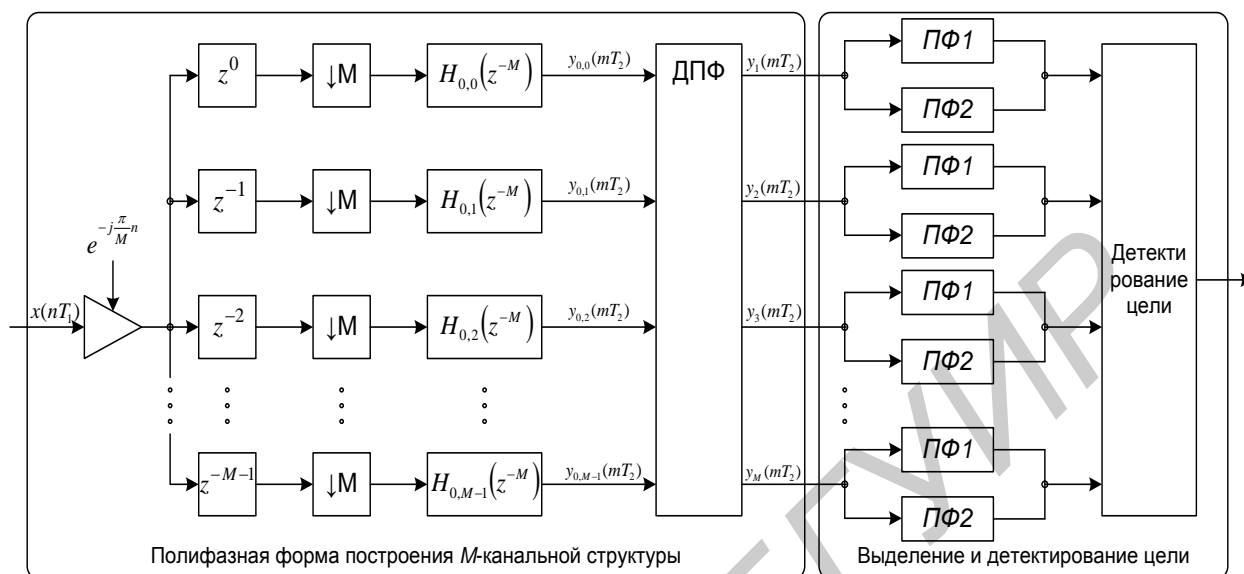 z^0 ↓M H_{0,0}(z^{-M}) y_{0,0}(mT_2) ДПФ y_1(mT_2) ПФ1
ПФ2
z^{-1} ↓M H_{0,1}(z^{-M}) y_{0,1}(mT_2) y_2(mT_2) ПФ1
ПФ2
e^{-j\frac{π}{M}n}
x(nT_1)
z^{-2} ↓M H_{0,2}(z^{-M}) y_{0,2}(mT_2) y_3(mT_2) ПФ1
ПФ2
z^{-M-1} ↓M H_{0,M-1}(z^{-M}) y_{0,M-1}(mT_2) y_M(mT_2) ПФ1
ПФ2
Детекти
рование
цели
Полифазная форма построения M-канальной структуры
Выделение и детектирование цели
БГУИР